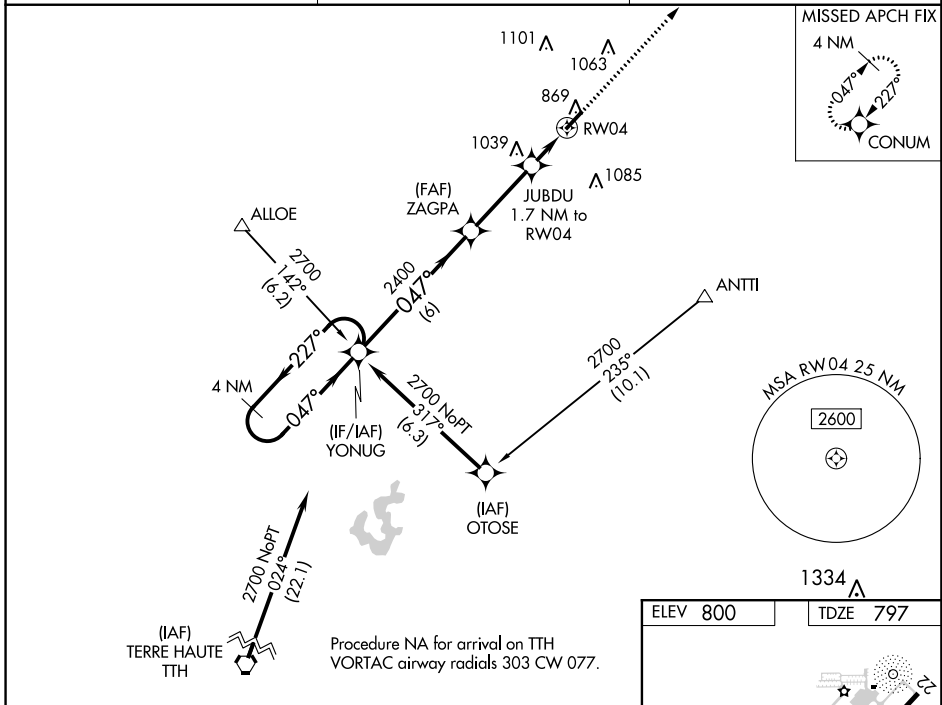 MISSED APCH FIX
4 NM
047°
227°
CONUM
1101
1063
869
RW04
1039
1085
JUBDU
1.7 NM to
RW04
(FAF)
ZAGPA
ALLOE
2700
142°
(6.2)
2400
047°
(6)
ANTTI
2700
235°
(10.1)
227°
4 NM
047°
(IF/IAF)
YONUG
2700 NoPT
317°
(6.3)
(IAF)
OTOSE
MSA RW04 25 NM
2600
2700 NoPT
024°
(22.1)
(IAF)
TERRE HAUTE
TTH
Procedure NA for arrival on TTH
VORTAC airway radials 303 CW 077.
1334
ELEV 800
TDZE 797
22